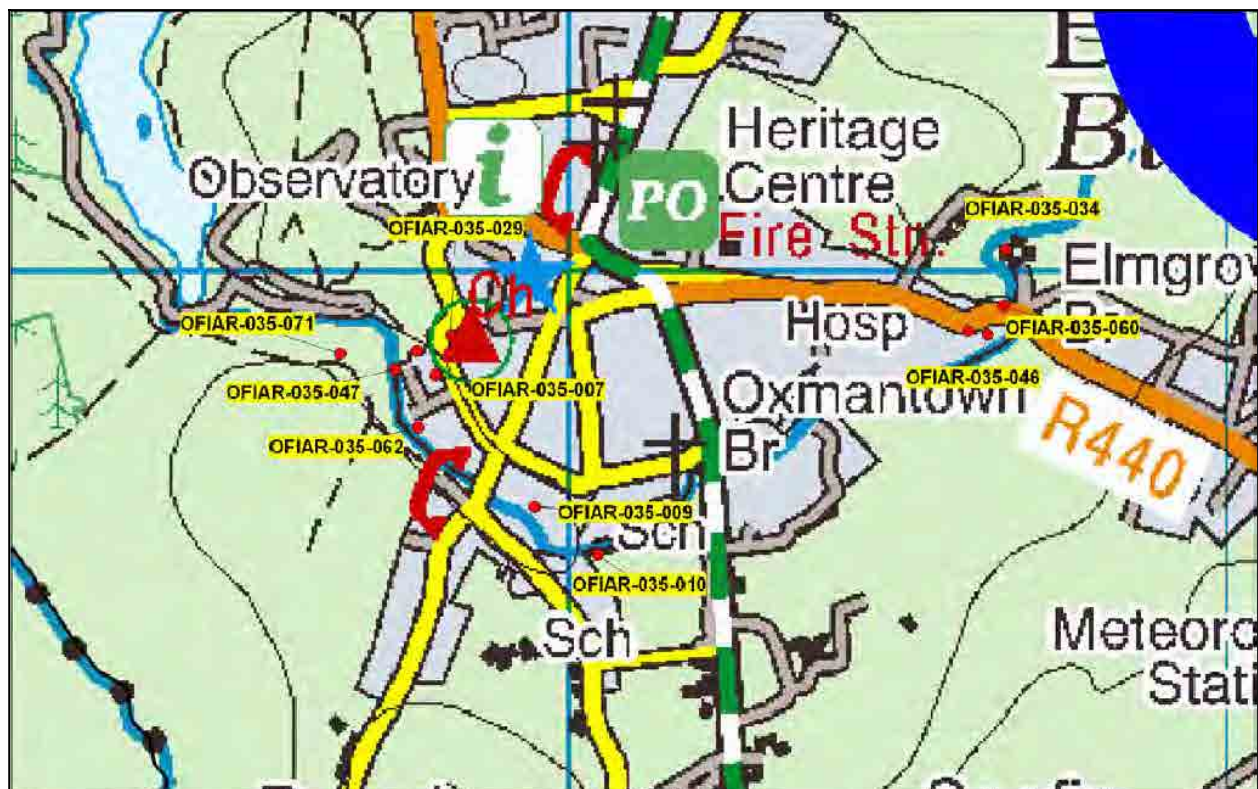 Heritage
Centre
Observatory
i
PO
Fire Stn.
OFIAR-035-029
OFIAR-035-034
Ch
Elmgro
Br
OFIAR-035-071
Hosp
OFIAR-035-060
OFIAR-035-047
OFIAR-035-007
OFIAR-035-046
Oxmantown
Br
R440
OFIAR-035-062
OFIAR-035-009
Sch
OFIAR-035-010
Sch
Meteoro
Stati